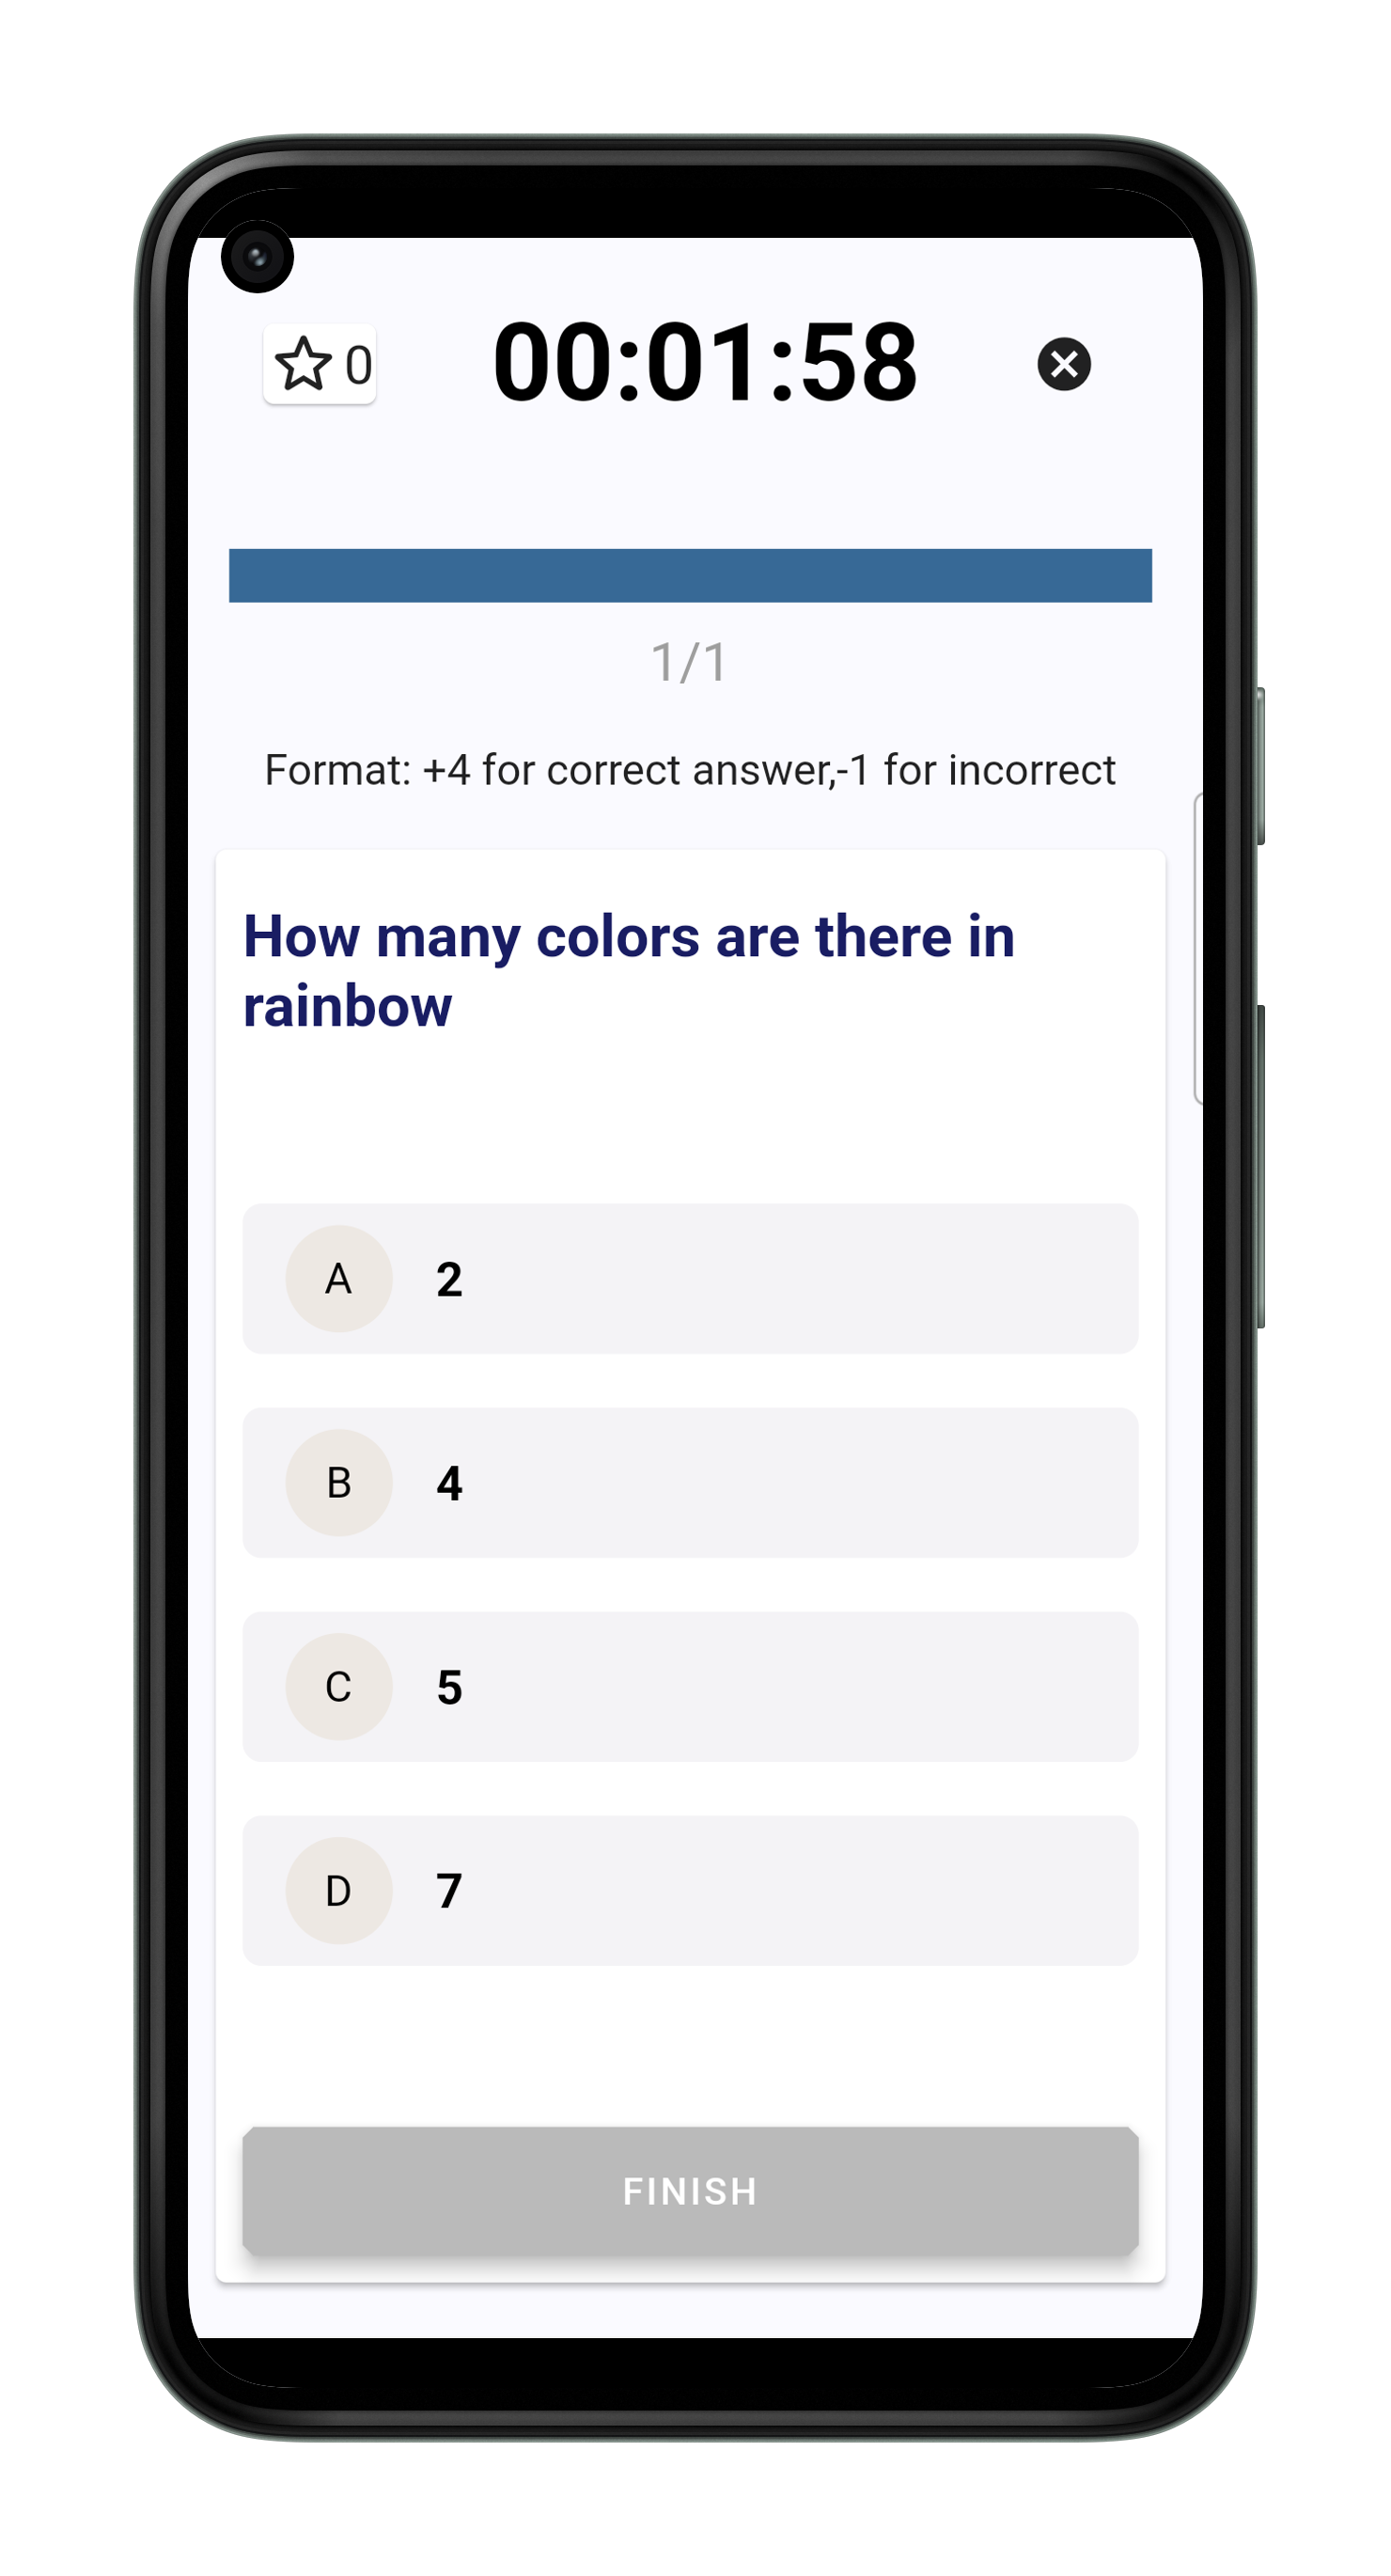 0 00:01:58
1/1
Format: +4 for correct answer,-1 for incorrect
How many colors are there in
rainbow
A 2
B 4
C 5
D 7
FINISH